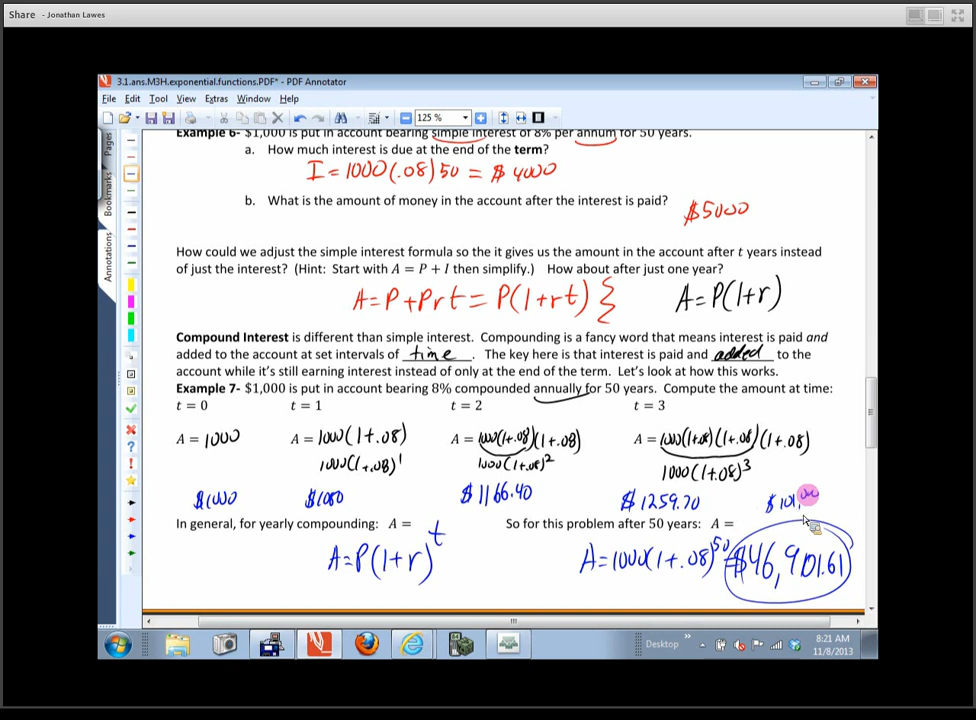 Share - Jonathan Lawes
3.1.ans.M3H.exponential.functions.PDF* - PDF Annotator
File Edit Tool View Extras Window Help
125 %
Pages
Bookmarks
Annotations
Example 6- $1,000 is put in account bearing simple interest of 8% per annum for 50 years.
a. How much interest is due at the end of the term?
I = 1000(.08)50 = $4000
b. What is the amount of money in the account after the interest is paid?
$5000
How could we adjust the simple interest formula so the it gives us the amount in the account after t years instead
of just the interest? (Hint: Start with A = P + I then simplify.) How about after just one year?
A=P+Prt = P(1+rt) } A=P(1+r)
Compound Interest is different than simple interest. Compounding is a fancy word that means interest is paid and
added to the account at set intervals of time. The key here is that interest is paid and added to the
account while it's still earning interest instead of only at the end of the term. Let's look at how this works.
Example 7- $1,000 is put in account bearing 8% compounded annually for 50 years. Compute the amount at time:
t = 0 t = 1 t = 2 t = 3
A = 1000 A = 1000(1+.08) A = 1000(1+.08)(1+.08) A = 1000(1+.08)(1+.08)(1+.08)
1000(1+.08)¹ 1000(1+.08)² 1000(1+.08)³
$1000 $1080 $1166.40 $1259.70 $101,
In general, for yearly compounding: A = So for this problem after 50 years: A =
A=P(1+r)^t A=1000(1+.08)^50 = $46,901.61
Desktop
8:21 AM
11/8/2013